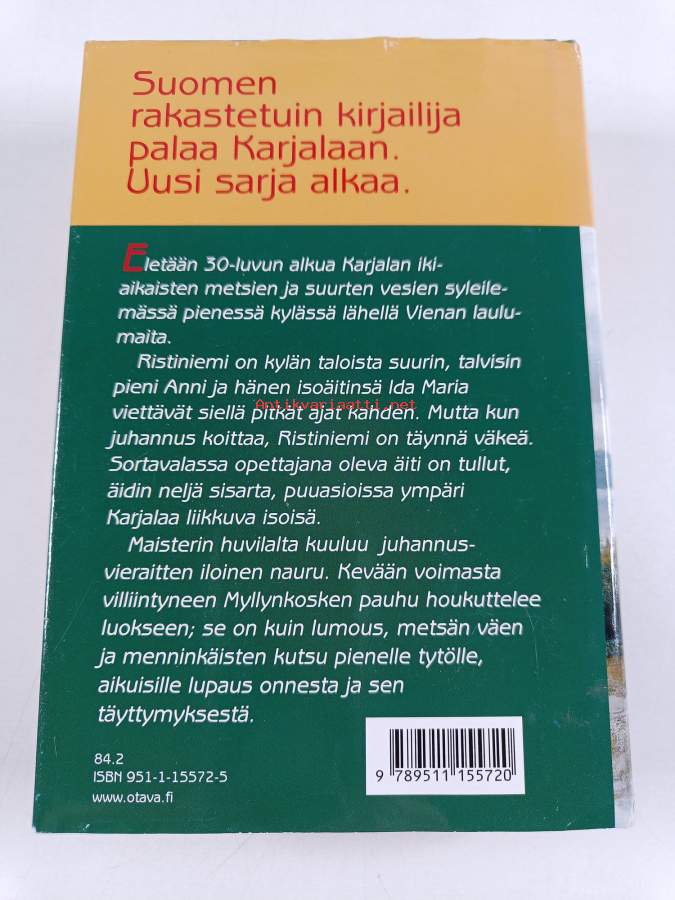 Suomen
rakastetuin kirjailija
palaa Karjalaan.
Uusi sarja alkaa.
Eletään 30-luvun alkua Karjalan iki-
aikaisten metsien ja suurten vesien syleile-
mässä pienessä kylässä lähellä Vienan laulu-
maita.
Ristiniemi on kylän taloista suurin, talvisin
pieni Anni ja hänen isoäitinsä Ida Maria
Antikvariaatti.net
viettävät siellä pitkät ajat kahden. Mutta kun
juhannus koittaa, Ristiniemi on täynnä väkeä.
Sortavalassa opettajana oleva äiti on tullut,
äidin neljä sisarta, puuasioissa ympäri
Karjalaa liikkuva isoisä.
Maisterin huvilalta kuuluu juhannus-
vieraitten iloinen nauru. Kevään voimasta
villiintyneen Myllynkosken pauhu houkuttelee
luokseen; se on kuin lumous, metsän väen
ja menninkäisten kutsu pienelle tytölle,
aikuisille lupaus onnesta ja sen
täyttymyksestä.
84.2
ISBN 951-1-15572-5
www.otava.fi
9 789511 155720